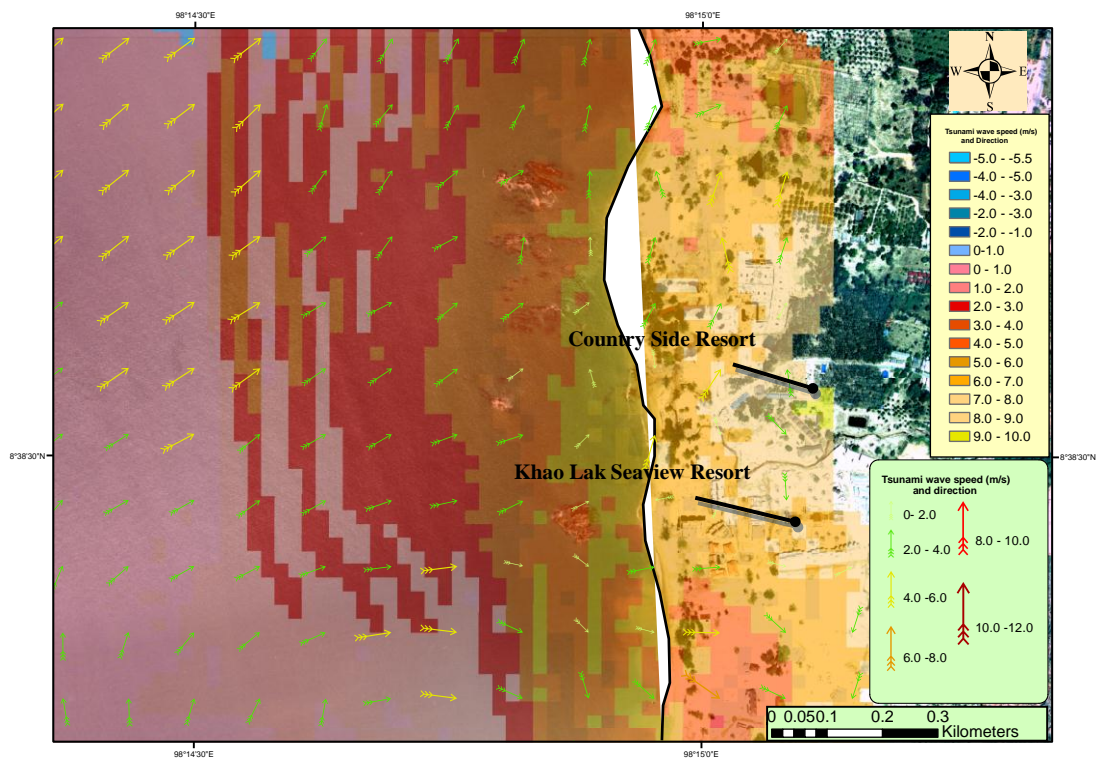 98°14'30"E
98°15'0"E
N
W
E
S
Tsunami wave speed (m/s)
and Direction
-5.0 - -5.5
-4.0 - -5.0
-4.0 - -3.0
-2.0 - -3.0
-2.0 - -1.0
0-1.0
0 - 1.0
1.0 - 2.0
2.0 - 3.0
3.0 - 4.0
4.0 - 5.0
5.0 - 6.0
6.0 - 7.0
7.0 - 8.0
8.0 - 9.0
9.0 - 10.0
Country Side Resort
8°38'30"N
8°38'30"N
Khao Lak Seaview Resort
Tsunami wave speed (m/s)
and direction
0- 2.0
2.0 - 4.0
4.0 -6.0
6.0 -8.0
8.0 - 10.0
10.0 -12.0
0 0.050.1 0.2 0.3
Kilometers
98°14'30"E
98°15'0"E